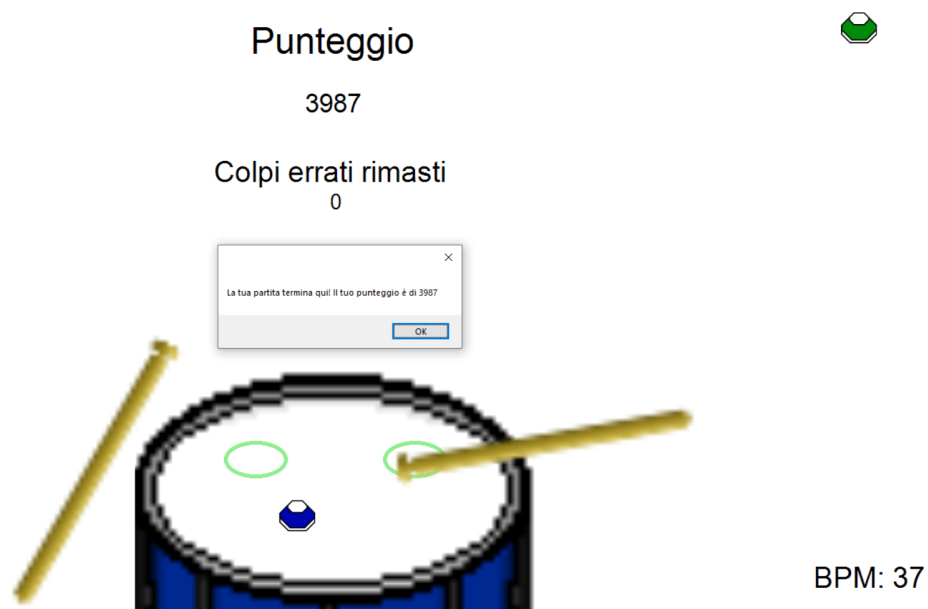 Punteggio
3987
Colpi errati rimasti
0
La tua partita termina qui! Il tuo punteggio è di 3987
OK
BPM: 37